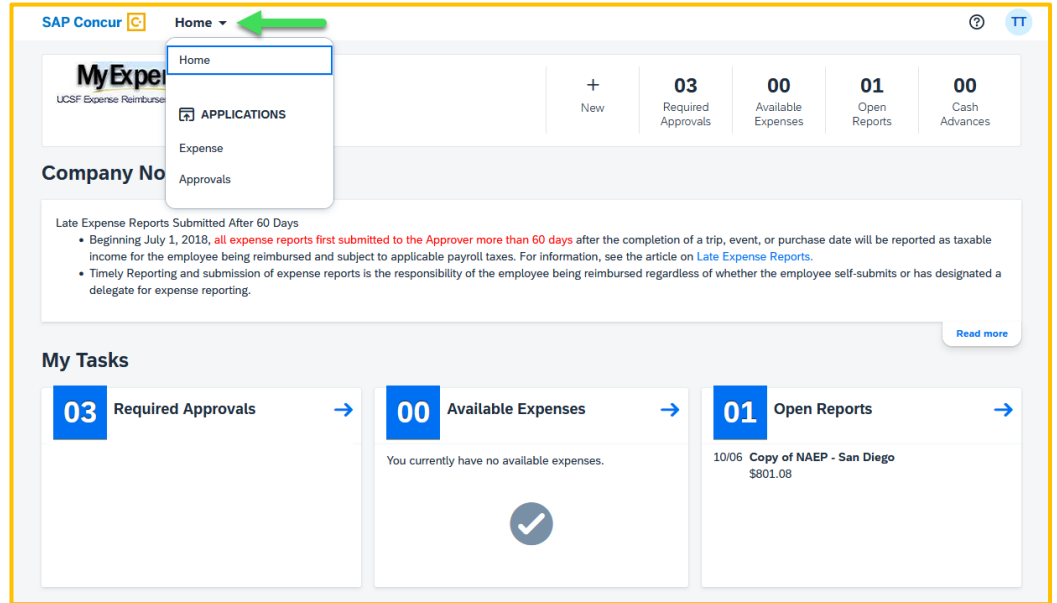 SAP Concur C
Home
TT
Home
APPLICATIONS
Expense
Approvals
MyExpe
UCSF Expense Reimburse
+
New
03
Required
Approvals
00
Available
Expenses
01
Open
Reports
00
Cash
Advances
Company No
Late Expense Reports Submitted After 60 Days
• Beginning July 1, 2018, all expense reports first submitted to the Approver more than 60 days after the completion of a trip, event, or purchase date will be reported as taxable
income for the employee being reimbursed and subject to applicable payroll taxes. For information, see the article on Late Expense Reports.
• Timely Reporting and submission of expense reports is the responsibility of the employee being reimbursed regardless of whether the employee self-submits or has designated a
delegate for expense reporting.
Read more
My Tasks
03 Required Approvals
00 Available Expenses
You currently have no available expenses.
01 Open Reports
10/06 Copy of NAEP - San Diego
$801.08